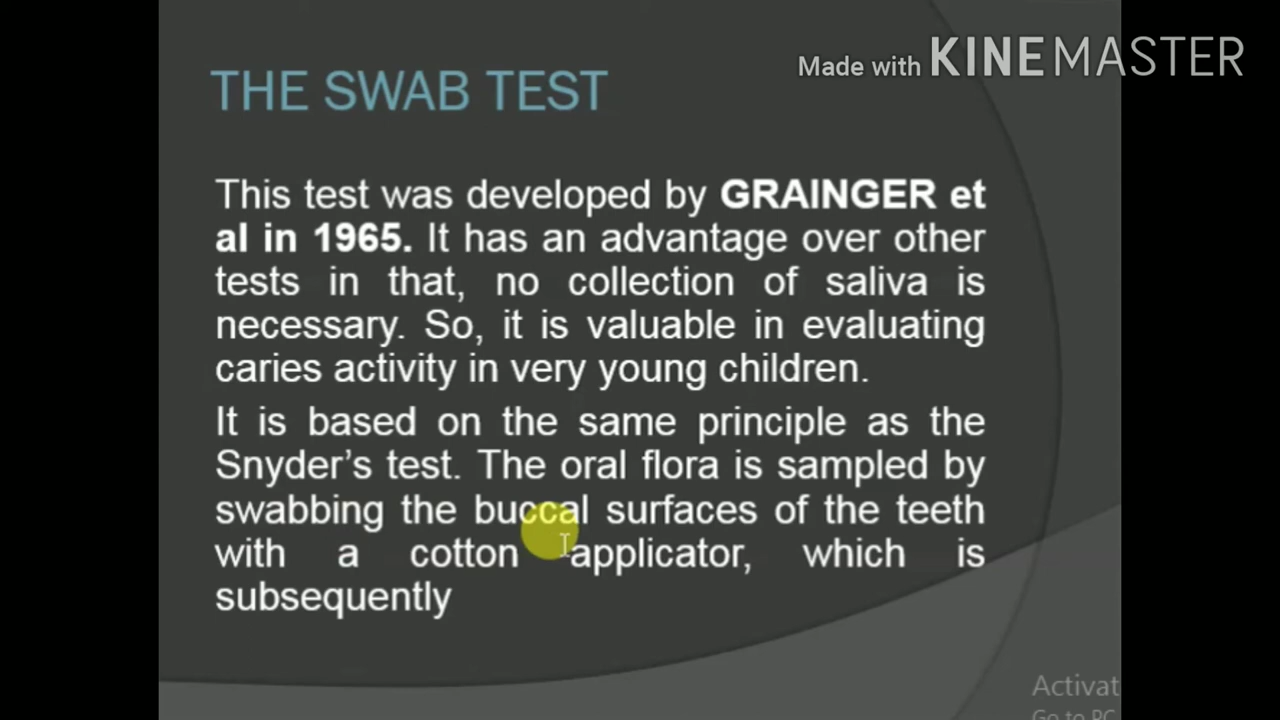 Made with KINEMASTER
THE SWAB TEST
This test was developed by GRAINGER et
al in 1965. It has an advantage over other
tests in that, no collection of saliva is
necessary. So, it is valuable in evaluating
caries activity in very young children.
It is based on the same principle as the
Snyder’s test. The oral flora is sampled by
swabbing the buccal surfaces of the teeth
with a cotton applicator, which is
subsequently
Activat
Go to PC